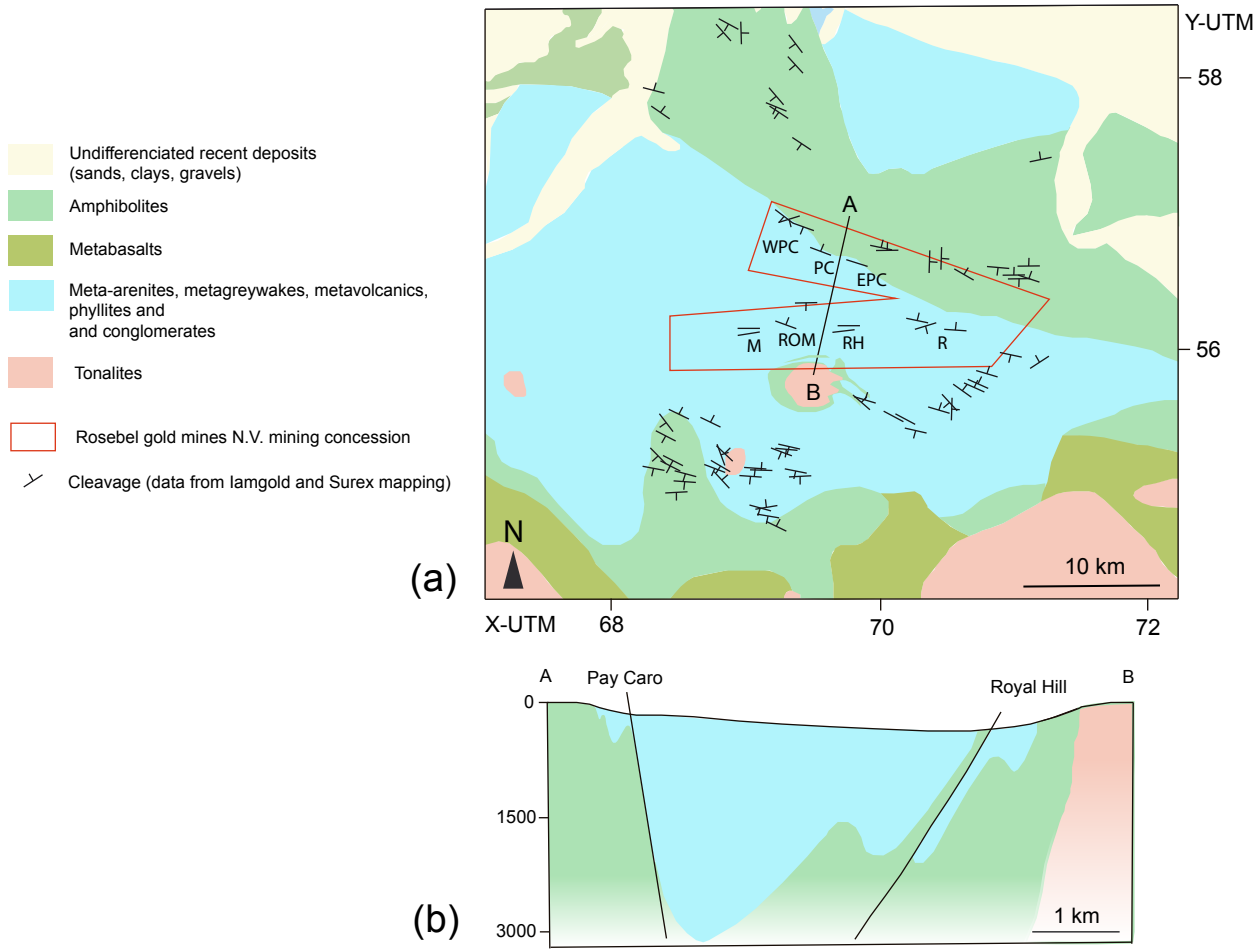 Undifferenciated recent deposits
(sands, clays, gravels)
Amphibolites
Metabasalts
Meta-arenites, metagreywakes, metavolcanics,
phyllites and
and conglomerates
Tonalites
Rosebel gold mines N.V. mining concession
Cleavage (data from Iamgold and Surex mapping)
Y-UTM
58
56
A
WPC
PC
EPC
M
ROM
RH
R
B
N
10 km
(a)
X-UTM
68
70
72
A
Pay Caro
Royal Hill
B
0
1500
3000
1 km
(b)